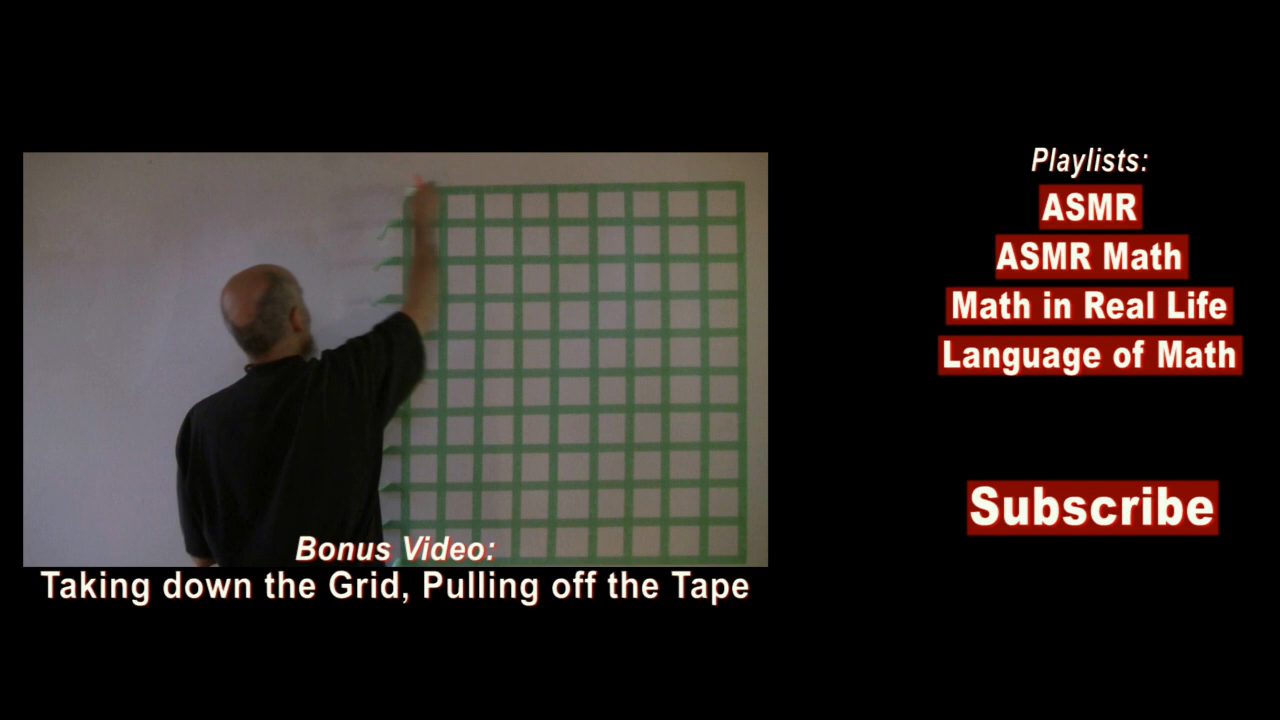 Bonus Video:
Taking down the Grid, Pulling off the Tape
Playlists:
ASMR
ASMR Math
Math in Real Life
Language of Math
Subscribe